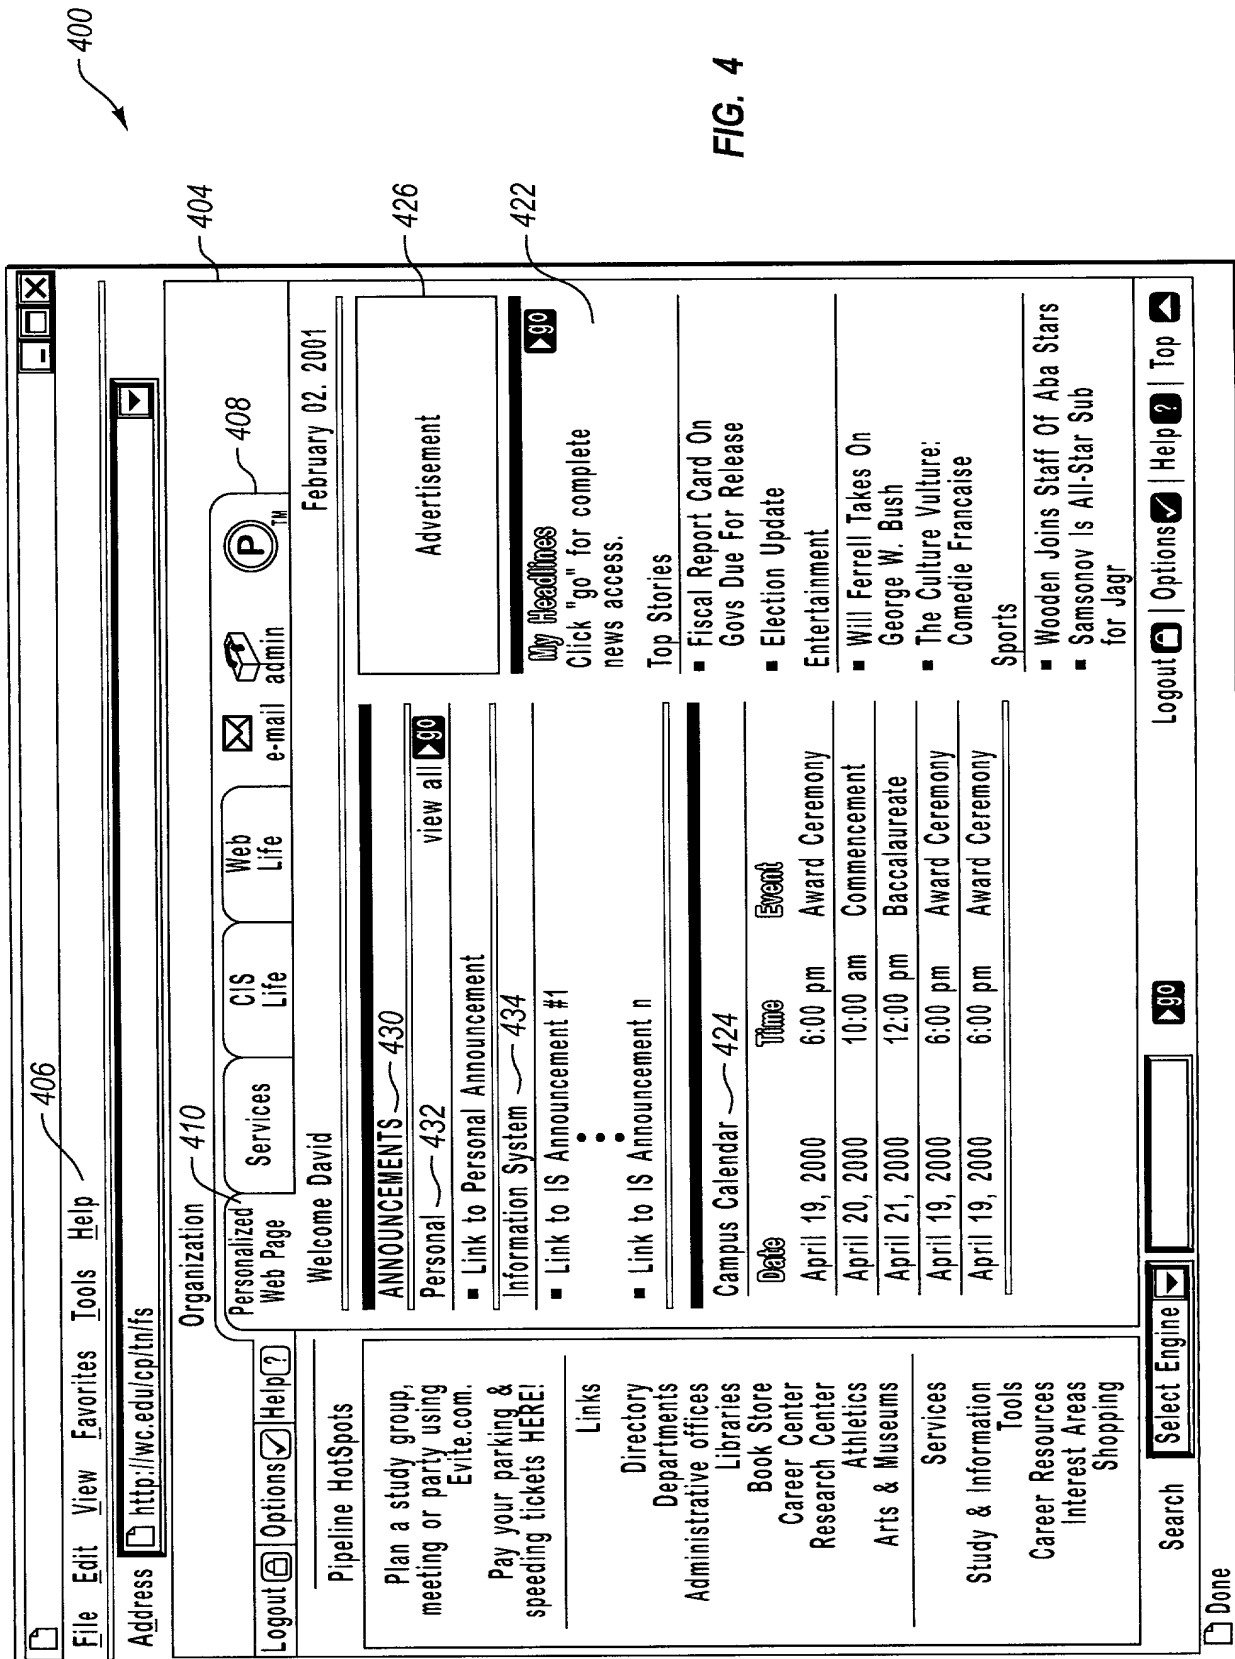 400
406
File Edit View Favorites Tools Help
Address http://wc.edu/cp/tn/fs
404
Organization
410
408
Personalized
Web Page
Services
CIS
Life
Web
Life
e-mail
admin
P
TM
Logout Options Help ?
Welcome David
February 02. 2001
Pipeline HotSpots
Plan a study group,
meeting or party using
Evite.com.
Pay your parking &
speeding tickets HERE!
Links
Directory
Departments
Administrative offices
Libraries
Book Store
Career Center
Research Center
Athletics
Arts & Museums
Services
Study & Information
Tools
Career Resources
Interest Areas
Shopping
ANNOUNCEMENTS 430
Personal 432
view all go
Link to Personal Announcement
Information System 434
Link to IS Announcement #1
Link to IS Announcement n
Campus Calendar 424
Date Time Event
April 19, 2000 6:00 pm Award Ceremony
April 20, 2000 10:00 am Commencement
April 21, 2000 12:00 pm Baccalaureate
April 19, 2000 6:00 pm Award Ceremony
April 19, 2000 6:00 pm Award Ceremony
Advertisement
426
My Headlines go
422
Click "go" for complete
news access.
Top Stories
Fiscal Report Card On
Govs Due For Release
Election Update
Entertainment
Will Ferrell Takes On
George W. Bush
The Culture Vulture:
Comedie Francaise
Sports
Wooden Joins Staff Of Aba Stars
Samsonov Is All-Star Sub
for Jagr
Search Select Engine go
Logout | Options | Help ? | Top
Done
FIG. 4